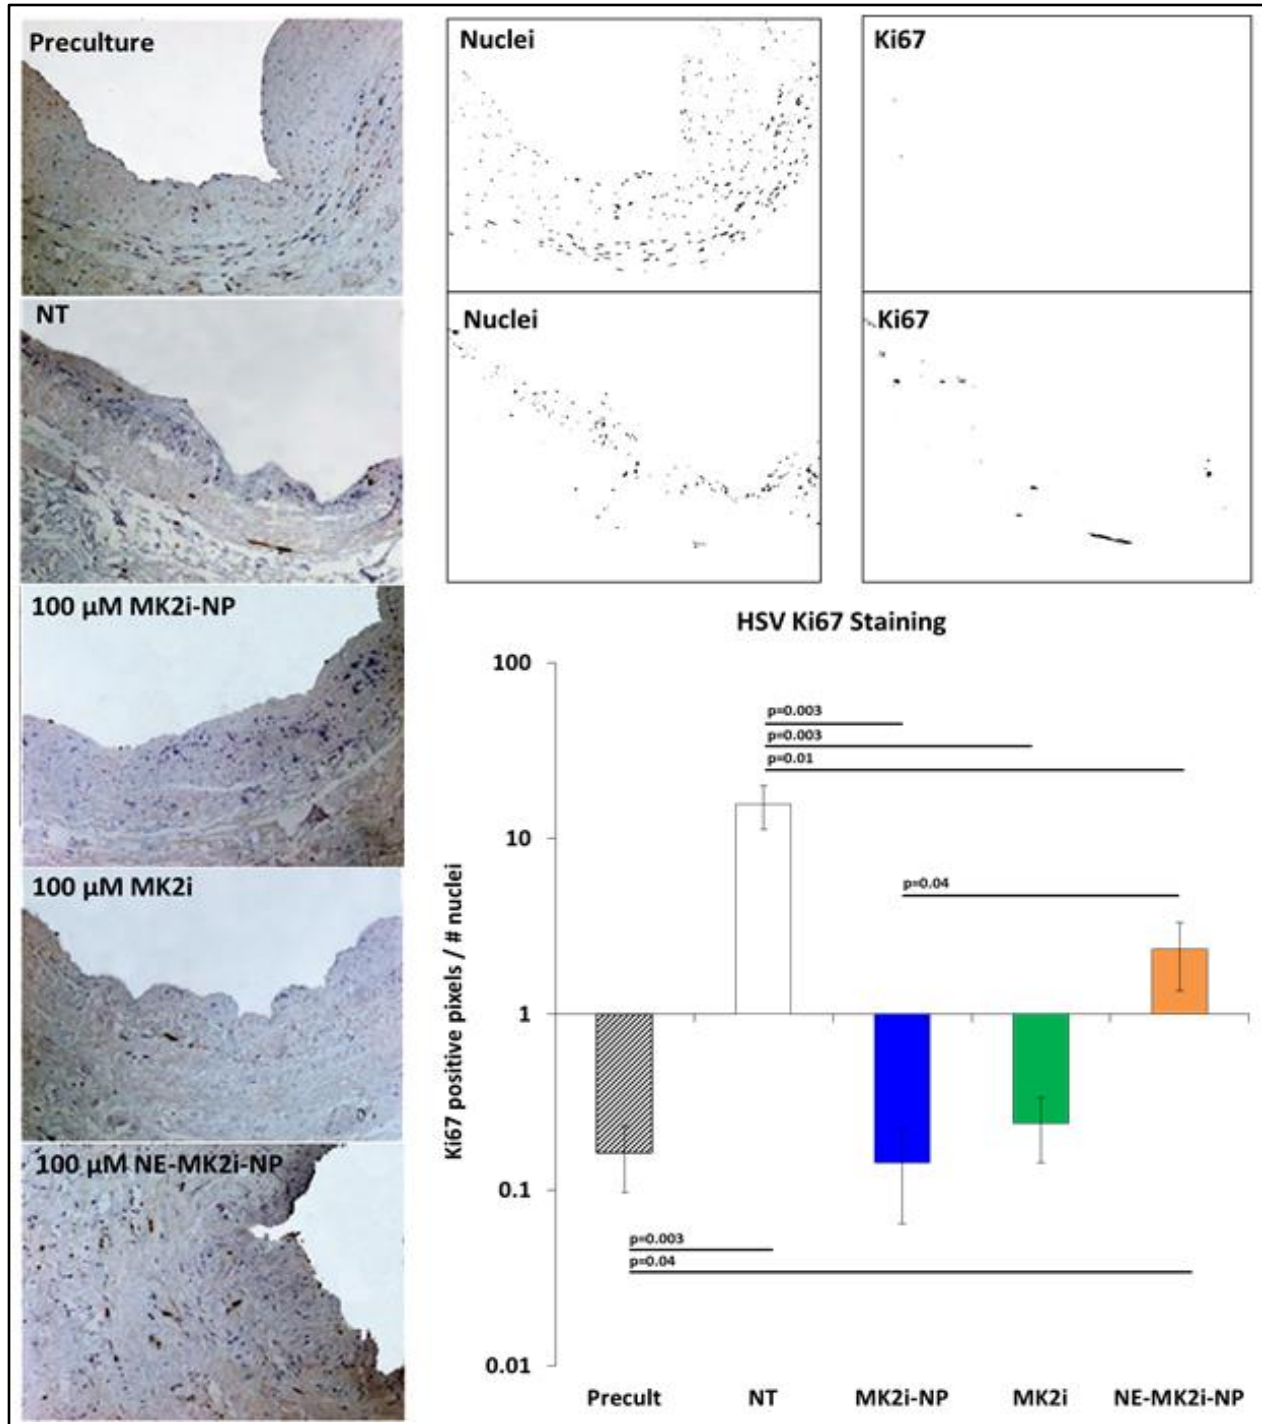 Preculture
Nuclei
Ki67
NT
Nuclei
Ki67
100 µM MK2i-NP
100 µM MK2i
100 µM NE-MK2i-NP
HSV Ki67 Staining
Ki67 positive pixels / # nuclei
100
10
1
0.1
0.01
p=0.003
p=0.003
p=0.01
p=0.04
p=0.003
p=0.04
Precult NT MK2i-NP MK2i NE-MK2i-NP